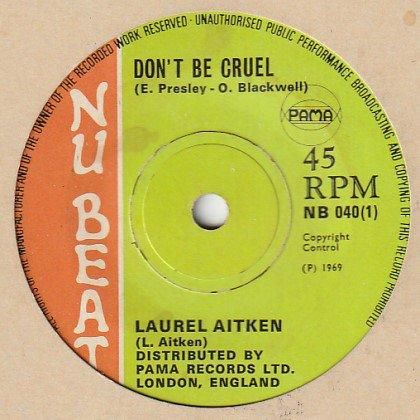 THE MANUFACTURER AND OF THE OWNER OF THE RECORDED WORK RESERVED · UNAUTHORISED PUBLIC PERFORMANCE BROADCASTING AND COPYING OF THIS RECORD PROHIBITED
NU BEAT
DON'T BE CRUEL
(E. Presley - O. Blackwell)
PAMA
45
RPM
NB 040(1)
Copyright
Control
(P) 1969
LAUREL AITKEN
(L. Aitken)
DISTRIBUTED BY
PAMA RECORDS LTD.
LONDON, ENGLAND